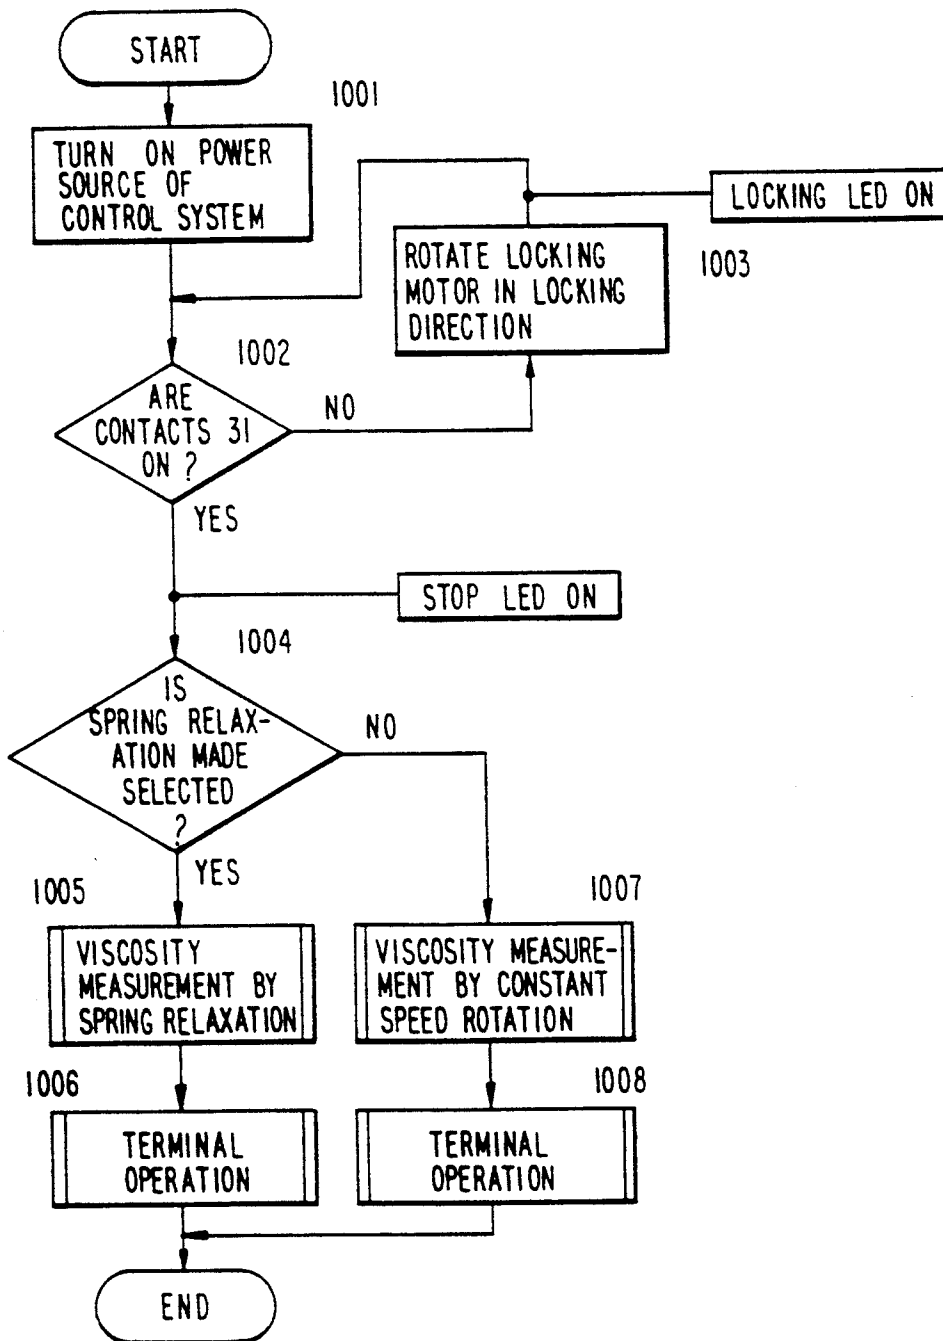 START
1001
TURN ON POWER
SOURCE OF
CONTROL SYSTEM
LOCKING LED ON
1003
ROTATE LOCKING
MOTOR IN LOCKING
DIRECTION
1002
ARE
CONTACTS 31
ON ?
NO
YES
STOP LED ON
1004
IS
SPRING RELAX-
ATION MADE
SELECTED
?
NO
YES
1005
VISCOSITY
MEASUREMENT BY
SPRING RELAXATION
1007
VISCOSITY MEASURE-
MENT BY CONSTANT
SPEED ROTATION
1006
TERMINAL
OPERATION
1008
TERMINAL
OPERATION
END